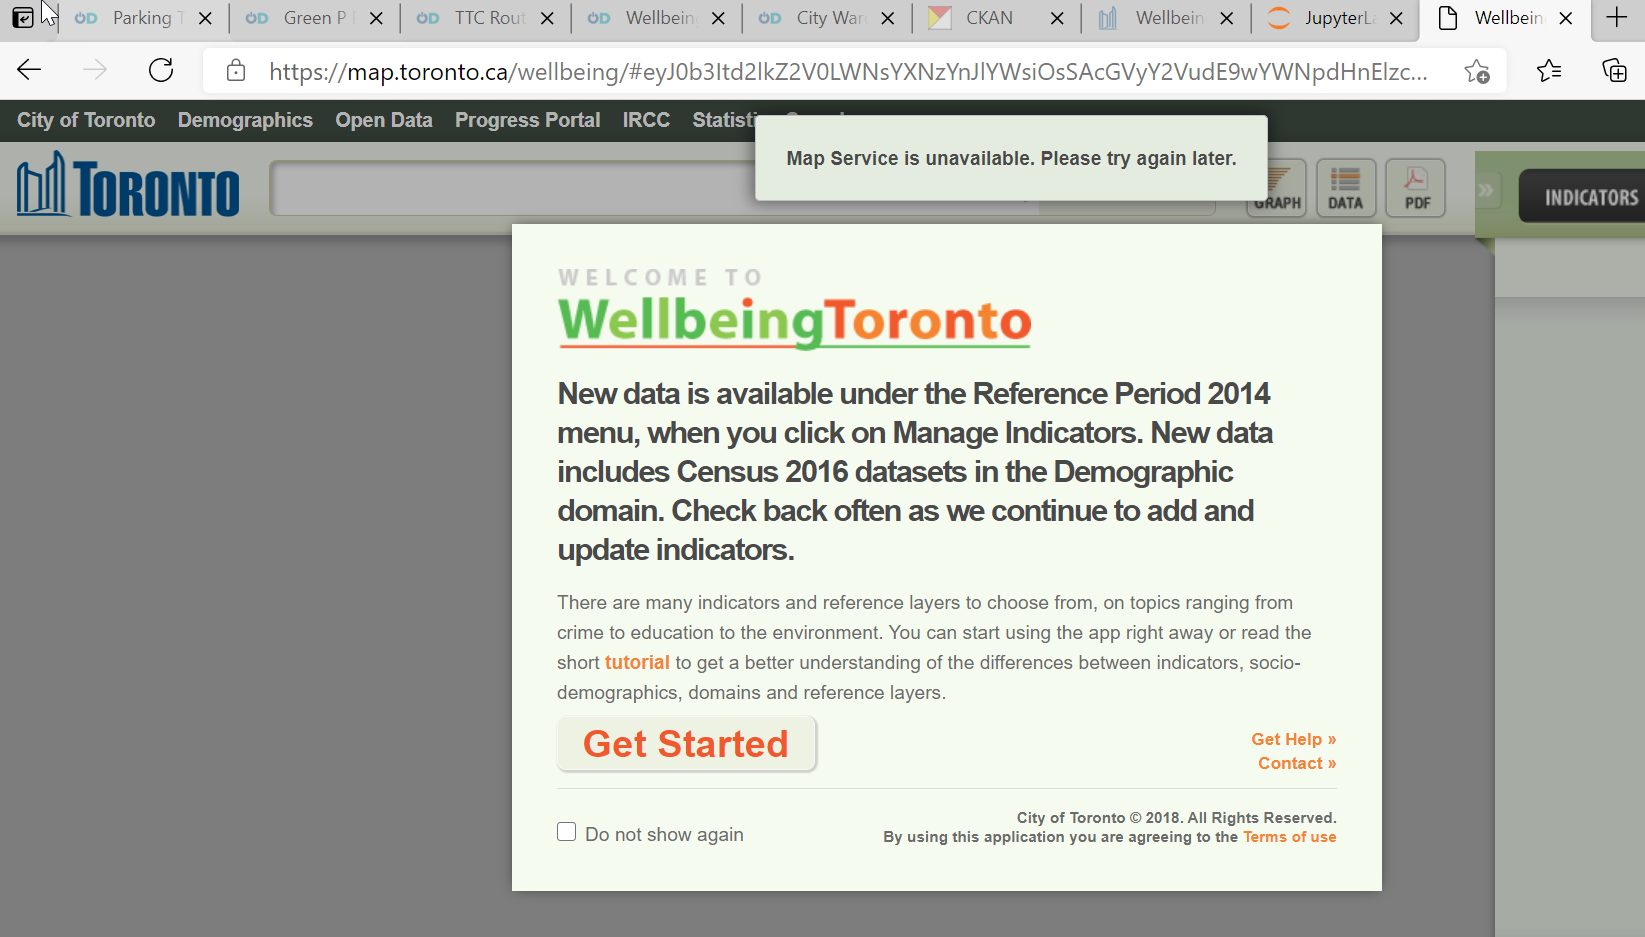 Parking
Green P
TTC Rout
Wellbein
City War
CKAN
Wellbein
JupyterLa
Wellbein
https://map.toronto.ca/wellbeing/#eyJ0b3Itd2lkZ2V0LWNsYXNzYnJlYWsiOsSAcGVyY2VudE9wYWNpdHnElzc...
City of Toronto Demographics Open Data Progress Portal IRCC Statisti
Map Service is unavailable. Please try again later.
TORONTO
GRAPH
DATA
PDF
»
INDICATORS
WELCOME TO
WellbeingToronto
New data is available under the Reference Period 2014
menu, when you click on Manage Indicators. New data
includes Census 2016 datasets in the Demographic
domain. Check back often as we continue to add and
update indicators.
There are many indicators and reference layers to choose from, on topics ranging from
crime to education to the environment. You can start using the app right away or read the
short tutorial to get a better understanding of the differences between indicators, socio-
demographics, domains and reference layers.
Get Started
Get Help »
Contact »
Do not show again
City of Toronto © 2018. All Rights Reserved.
By using this application you are agreeing to the Terms of use